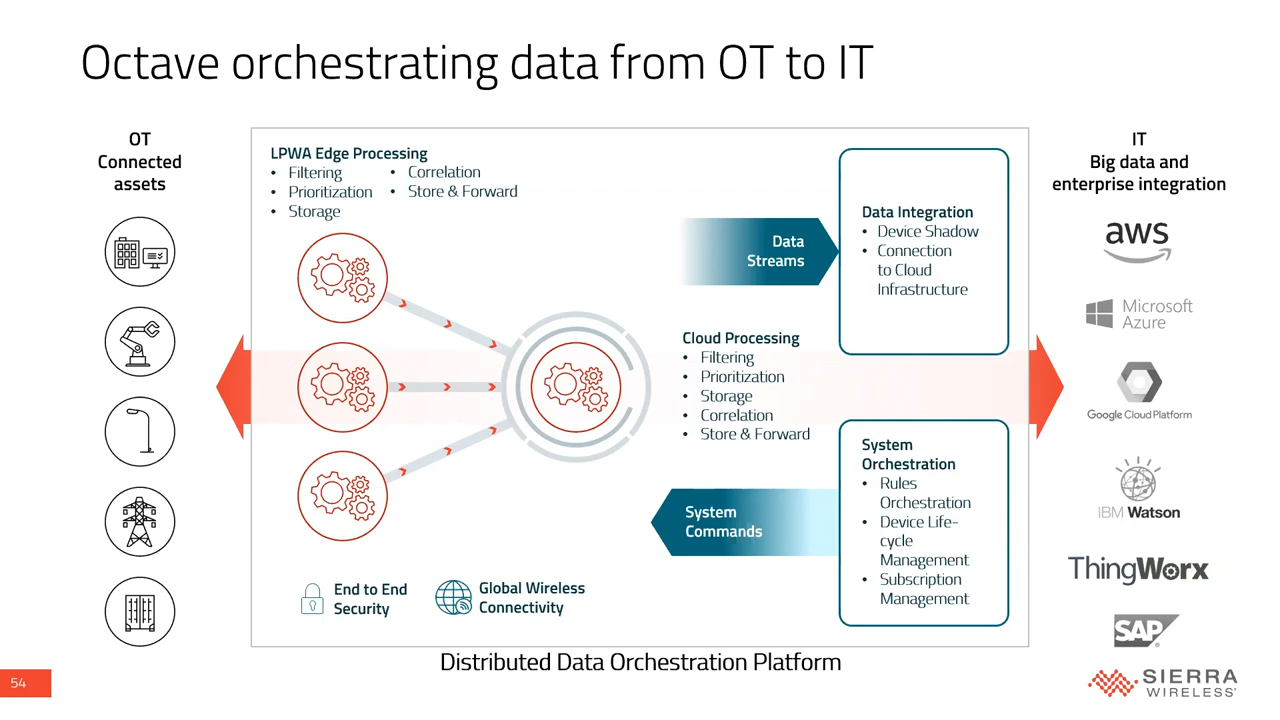 Octave orchestrating data from OT to IT
OT
Connected
assets
LPWA Edge Processing
• Filtering
• Prioritization
• Storage
• Correlation
• Store & Forward
Data
Streams
Data Integration
• Device Shadow
• Connection
to Cloud
Infrastructure
Cloud Processing
• Filtering
• Prioritization
• Storage
• Correlation
• Store & Forward
System
Commands
System
Orchestration
• Rules
Orchestration
• Device Life-
cycle
Management
• Subscription
Management
End to End
Security
Global Wireless
Connectivity
Distributed Data Orchestration Platform
IT
Big data and
enterprise integration
aws
Microsoft
Azure
Google Cloud Platform
IBM Watson
ThingWorx
SAP
54
SIERRA
WIRELESS®